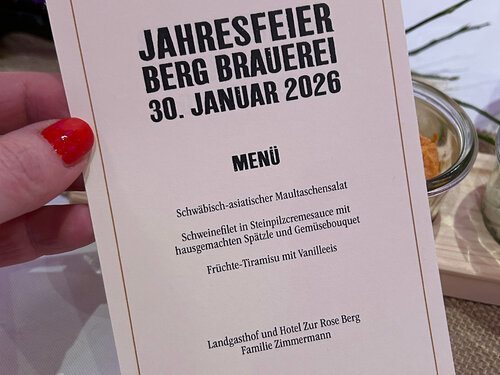 JAHRESFEIER
BERG BRAUEREI
30. JANUAR 2026
MENÜ
Schwäbisch-asiatischer Maultaschensalat
Schweinefilet in Steinpilzcremesauce mit
hausgemachten Spätzle und Gemüsebouquet
Früchte-Tiramisu mit Vanilleeis
Landgasthof und Hotel Zur Rose Berg
Familie Zimmermann